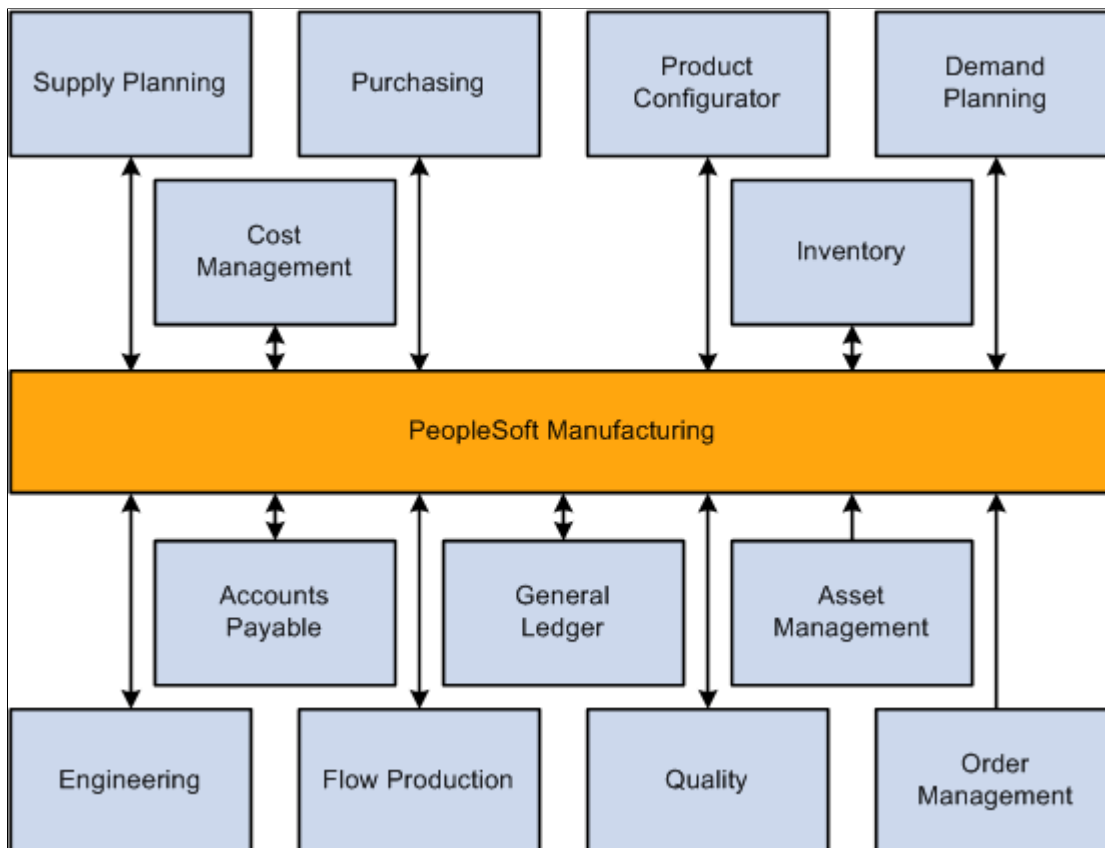 Supply Planning
Purchasing
Product
Configurator
Demand
Planning
Cost
Management
Inventory
PeopleSoft Manufacturing
Accounts
Payable
General
Ledger
Asset
Management
Engineering
Flow Production
Quality
Order
Management